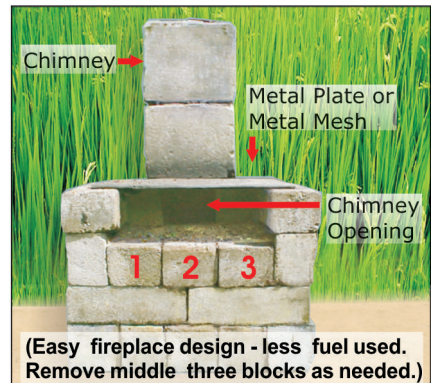 Chimney
Metal Plate or
Metal Mesh
Chimney
Opening
1 2 3
(Easy fireplace design - less fuel used.
Remove middle three blocks as needed.)